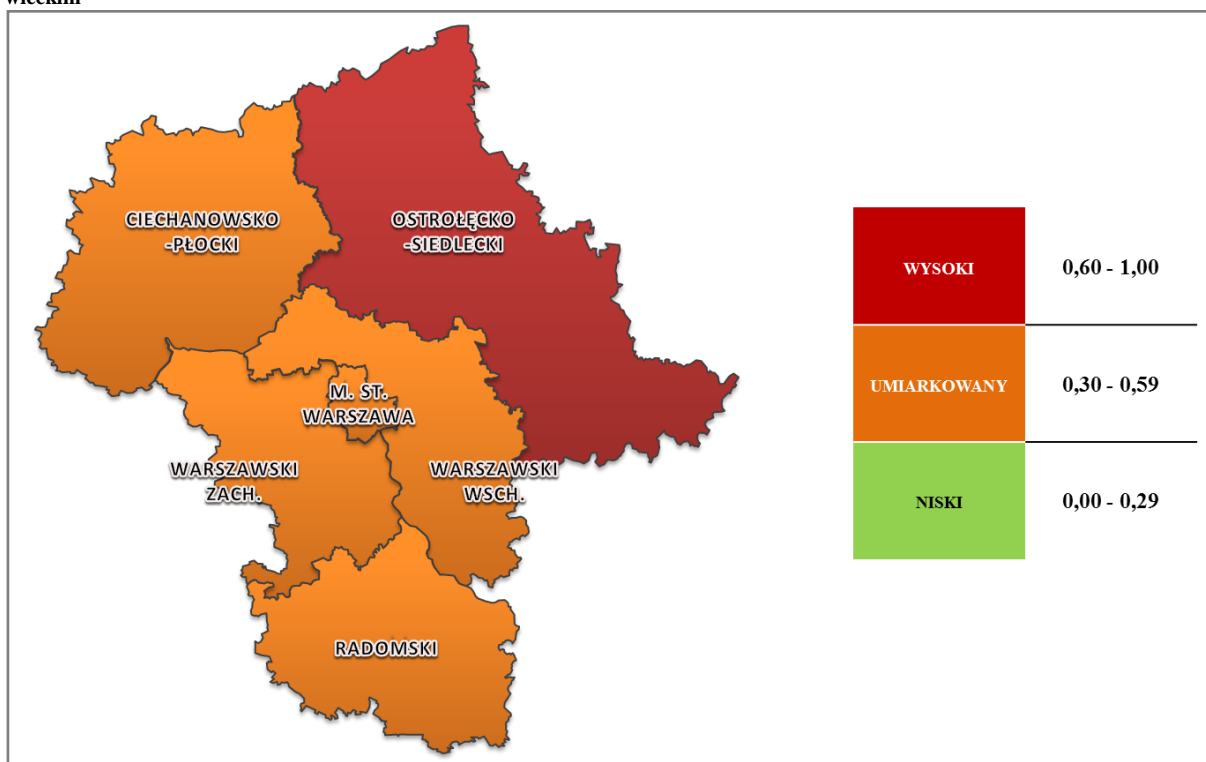 CIECHANOWSKO
-PŁOCKI
OSTROŁĘCKO
-SIEDLECKI
M. ST.
WARSZAWA
WARSZAWSKI
ZACH.
WARSZAWSKI
WSCH.
RADOMSKI
WYSOKI 0,60 - 1,00
UMIARKOWANY 0,30 - 0,59
NISKI 0,00 - 0,29